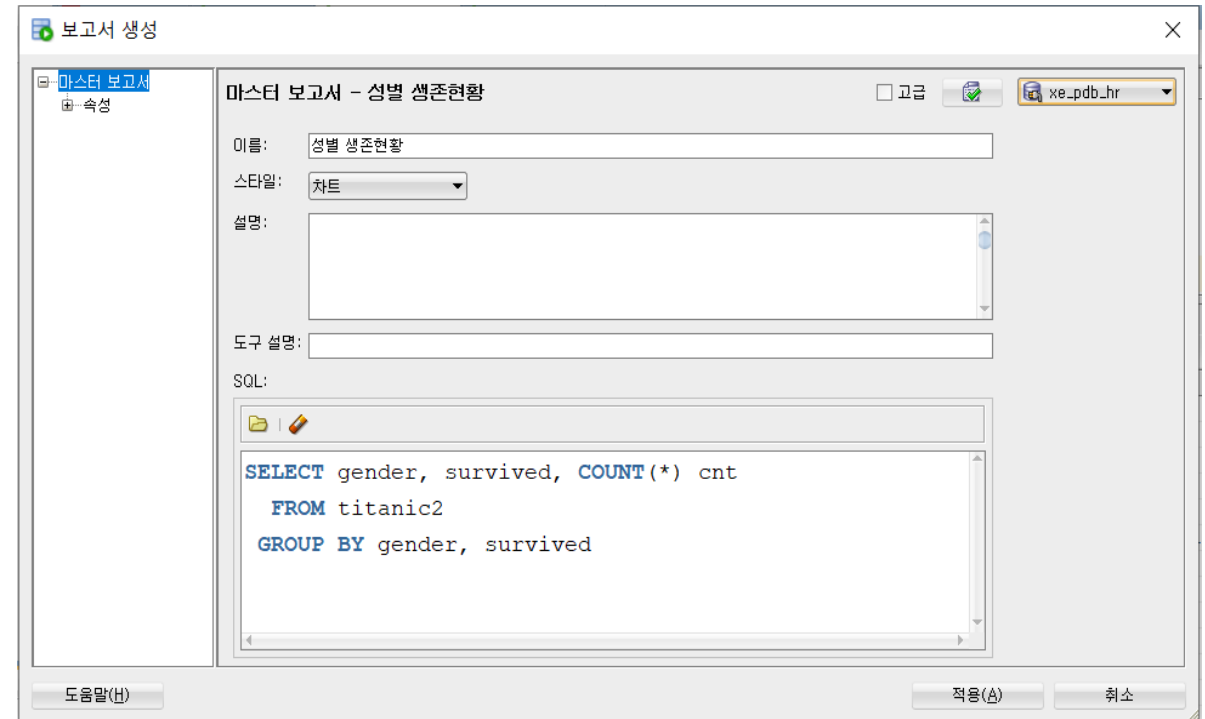 보고서 생성
마스터 보고서
속성
마스터 보고서 - 성별 생존현황
고급
xe_pdb_hr
이름: 성별 생존현황
스타일: 차트
설명:
도구 설명:
SQL:
SELECT gender, survived, COUNT(*) cnt
FROM titanic2
GROUP BY gender, survived
도움말(H)
적용(A)
취소